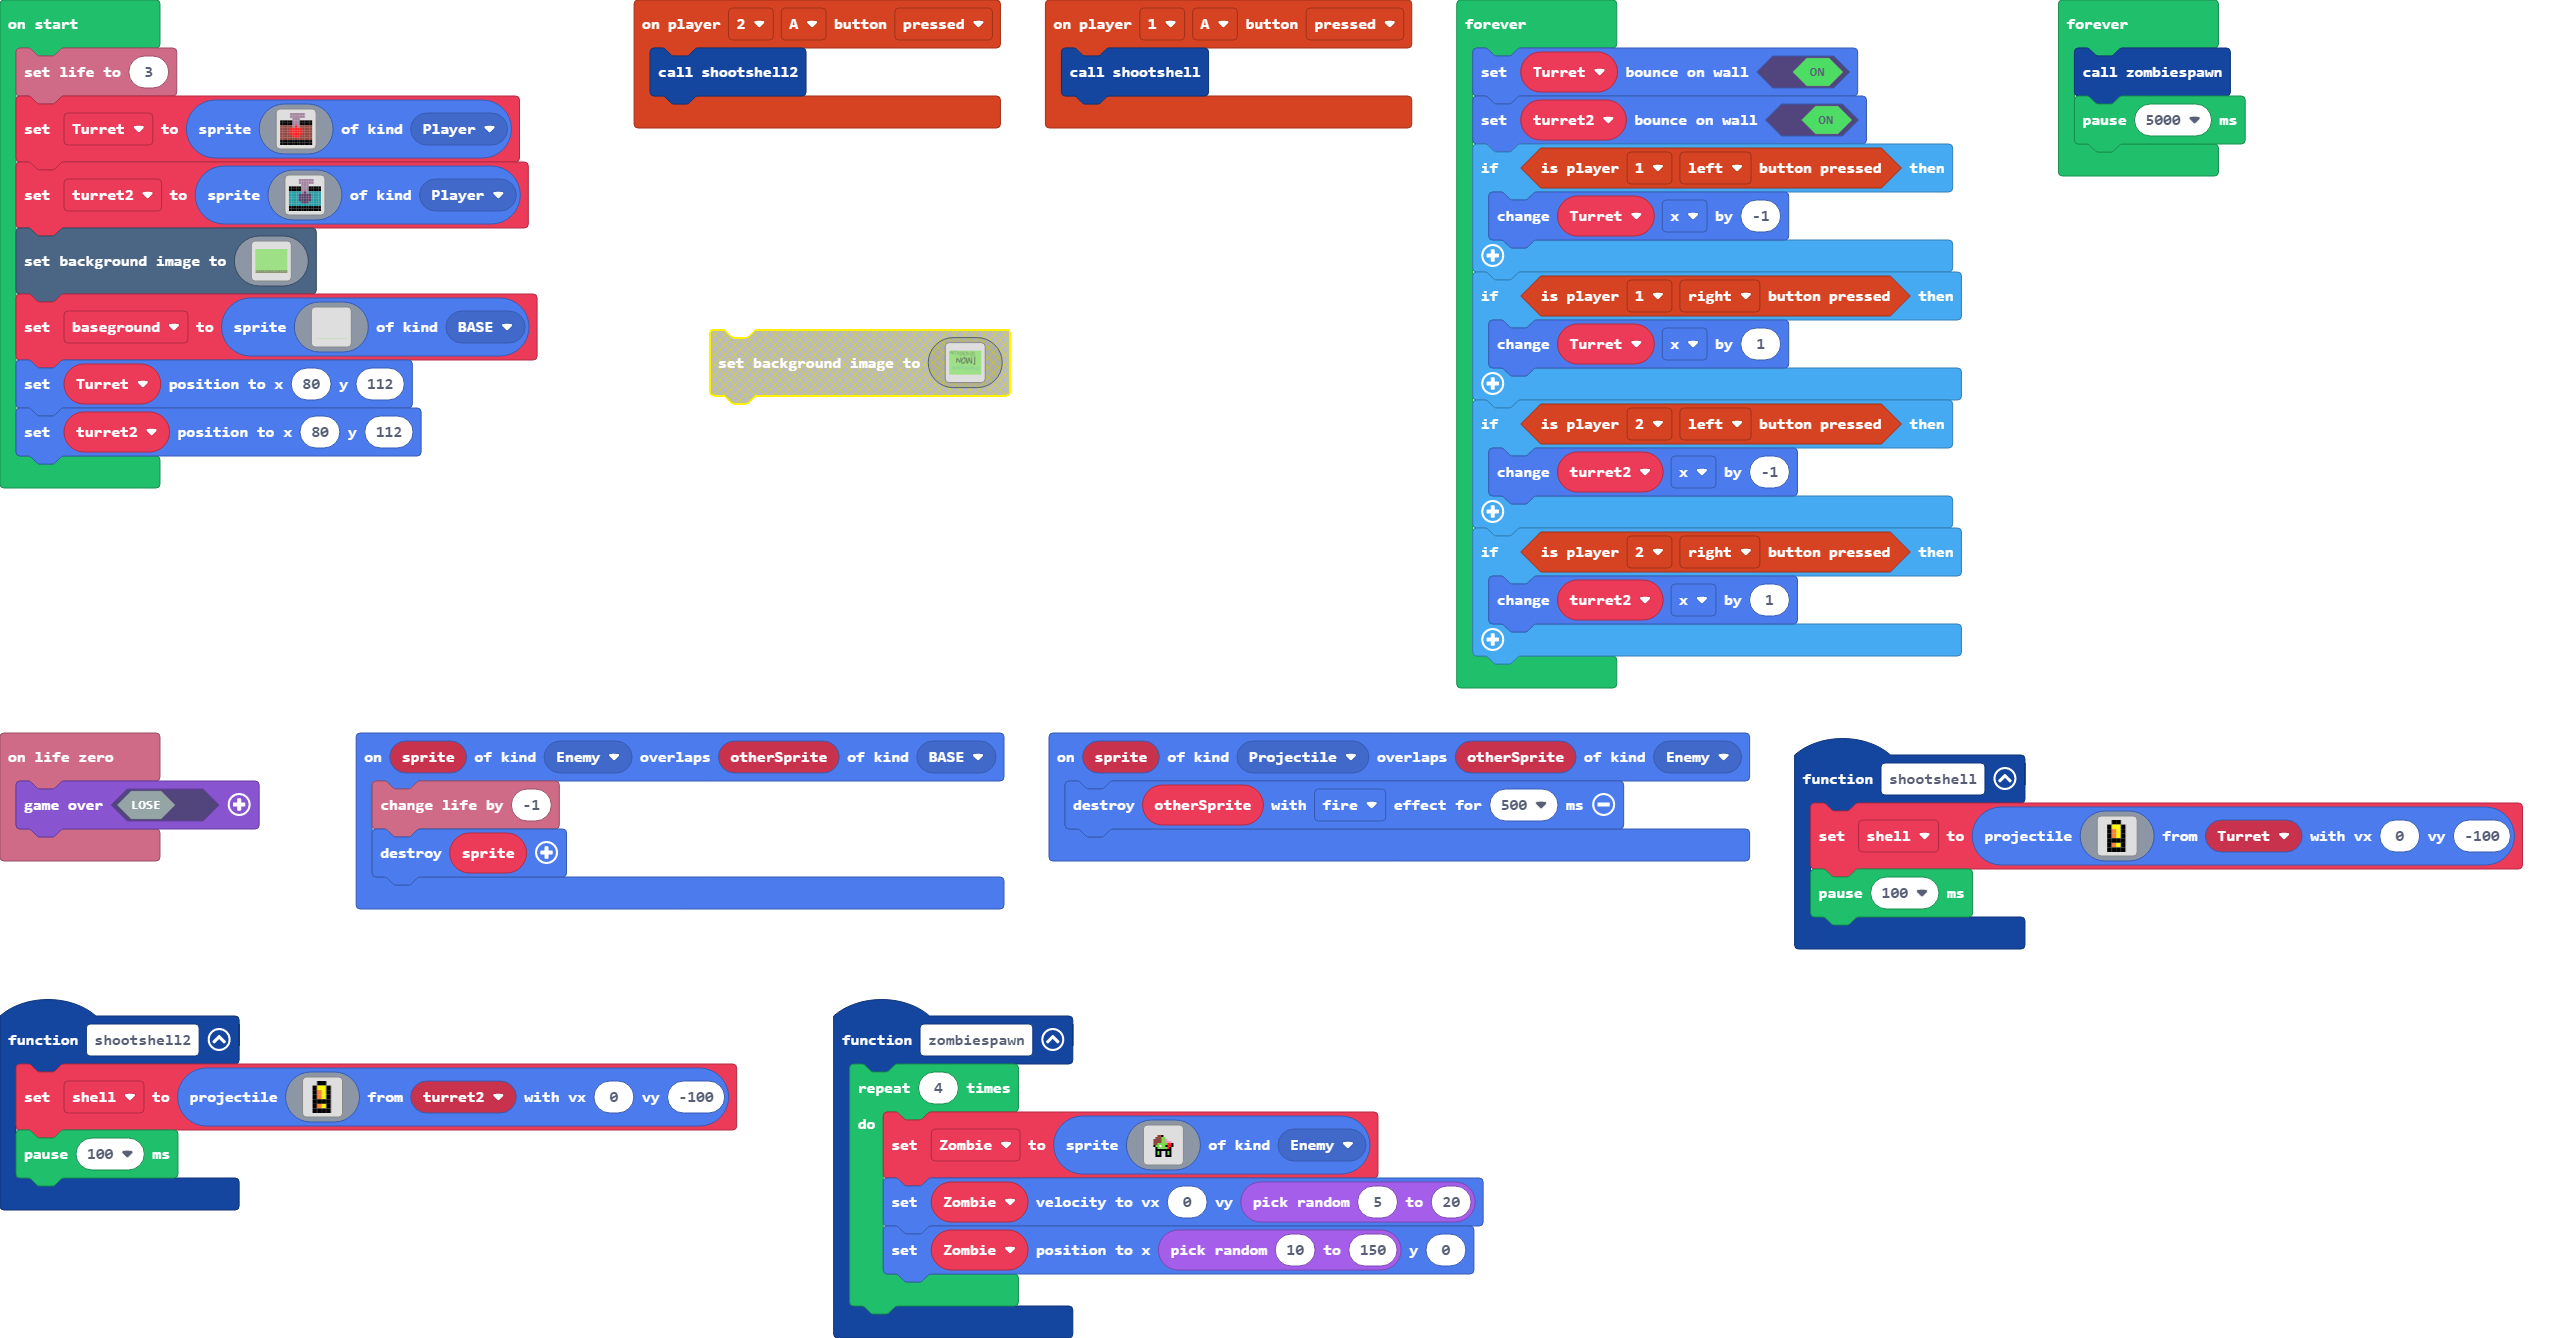 on start
set life to 3
set Turret to sprite of kind Player
set turret2 to sprite of kind Player
set background image to
set baseground to sprite of kind BASE
set Turret position to x 80 y 112
set turret2 position to x 80 y 112
on player 2 A button pressed
call shootshell2
on player 1 A button pressed
call shootshell
set background image to NOW!
forever
set Turret bounce on wall ON
set turret2 bounce on wall ON
if is player 1 left button pressed then
change Turret x by -1
if is player 1 right button pressed then
change Turret x by 1
if is player 2 left button pressed then
change turret2 x by -1
if is player 2 right button pressed then
change turret2 x by 1
forever
call zombiespawn
pause 5000 ms
on life zero
game over LOSE
on sprite of kind Enemy overlaps otherSprite of kind BASE
change life by -1
destroy sprite
on sprite of kind Projectile overlaps otherSprite of kind Enemy
destroy otherSprite with fire effect for 500 ms
function shootshell
set shell to projectile from Turret with vx 0 vy -100
pause 100 ms
function shootshell2
set shell to projectile from turret2 with vx 0 vy -100
pause 100 ms
function zombiespawn
repeat 4 times
do
set Zombie to sprite of kind Enemy
set Zombie velocity to vx 0 vy pick random 5 to 20
set Zombie position to x pick random 10 to 150 y 0